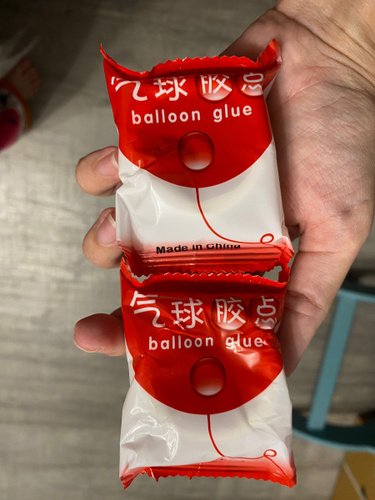 气球胶点
balloon glue
Made in China
气球胶点
balloon glue